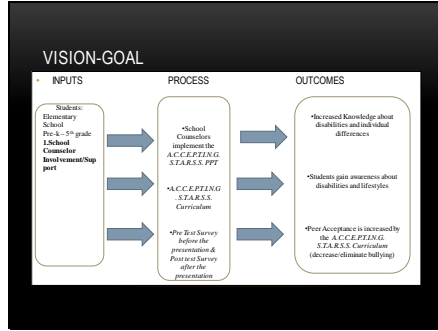 VISION-GOAL
• INPUTS
PROCESS
OUTCOMES
Students:
Elementary
School
Pre-k – 5th grade
1.School
Counselor
Involvement/Sup
port
•School
Counselors
implement the
A.C.C.E.P.T.I.N.G.
S.T.A.R.S.S. PPT
•A.C.C.E.P.T.I.N.G
. S.T.A.R.S.S.
Curriculum
•Pre Test Survey
before the
presentation &
Post test Survey
after the
presentation
•Increased Knowledge about
disabilities and individual
differences
•Students gain awareness about
disabilities and lifestyles
•Peer Acceptance is increased by
the A.C.C.E.P.T.I.N.G.
S.T.A.R.S.S. Curriculum
(decrease/eliminate bullying)